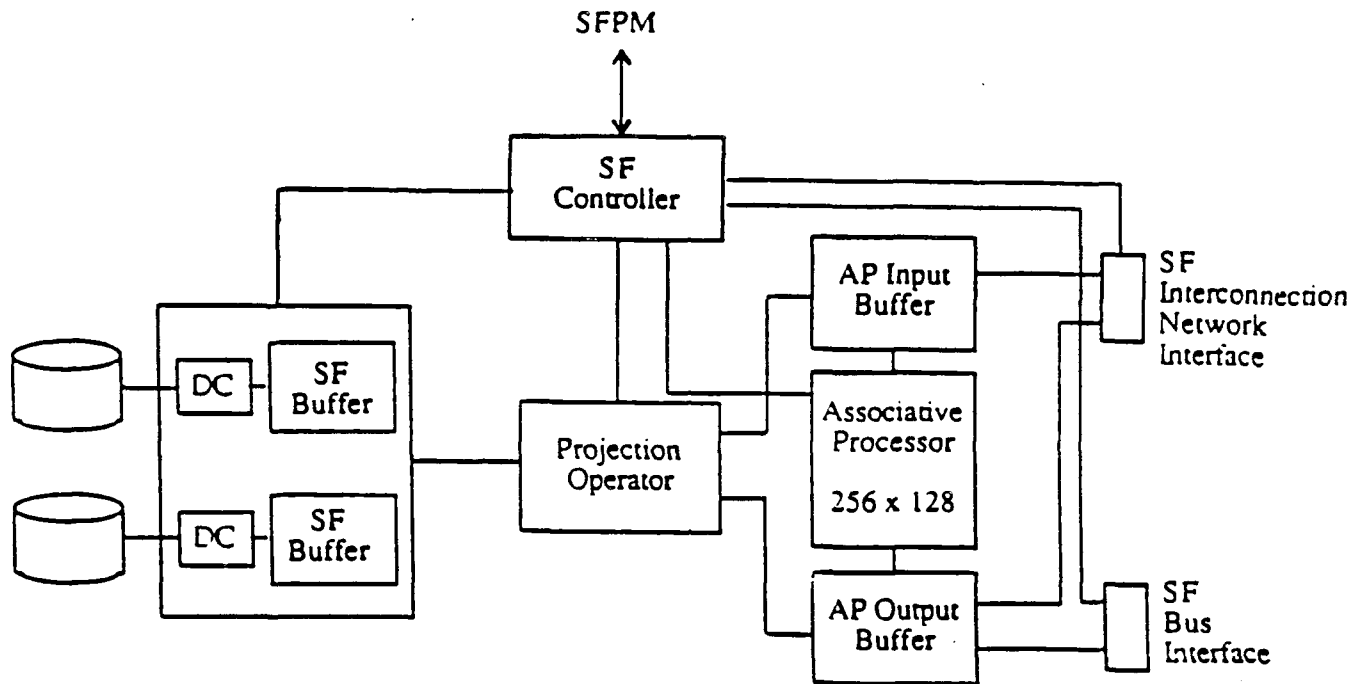 SFPM
SF
Controller
AP Input
Buffer
SF
Interconnection
Network
Interface
DC
SF
Buffer
Projection
Operator
Associative
Processor
256 x 128
DC
SF
Buffer
AP Output
Buffer
SF
Bus
Interface